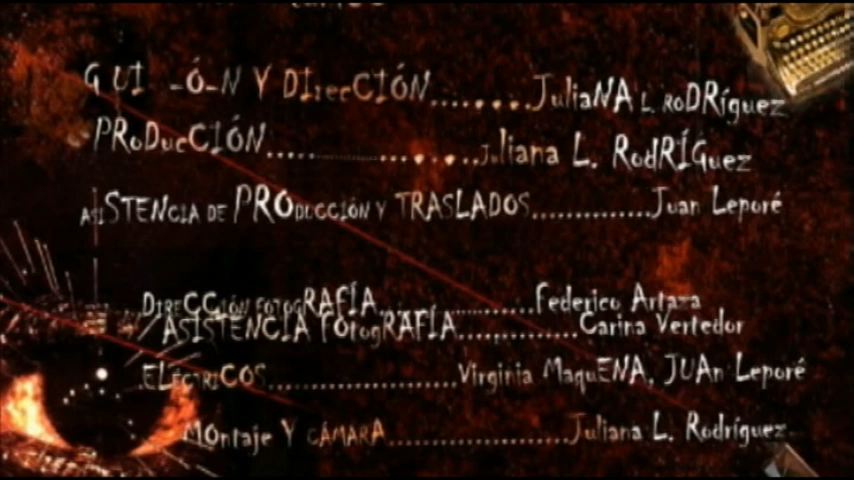 GUI-Ó-N Y DIrecCIÓN........JuliaNA L. RoDRíguez
PRoDucCIÓN......................Juliana L. RodRÍGuez
AsiSTENcIA DE PRODUCCIÓN Y TRASLADOS.............Juan Leporé
DIReCCIóN FOTOgRAFÍA................Federico Artaza
ASISTENCIA FOtogRAFÍA.............Carina Vertedor
ELéCTRICOS.....................Virginia MaquENA, JUAn Leporé
MOntaje Y CÁMARA....................Juliana L. Rodríguez